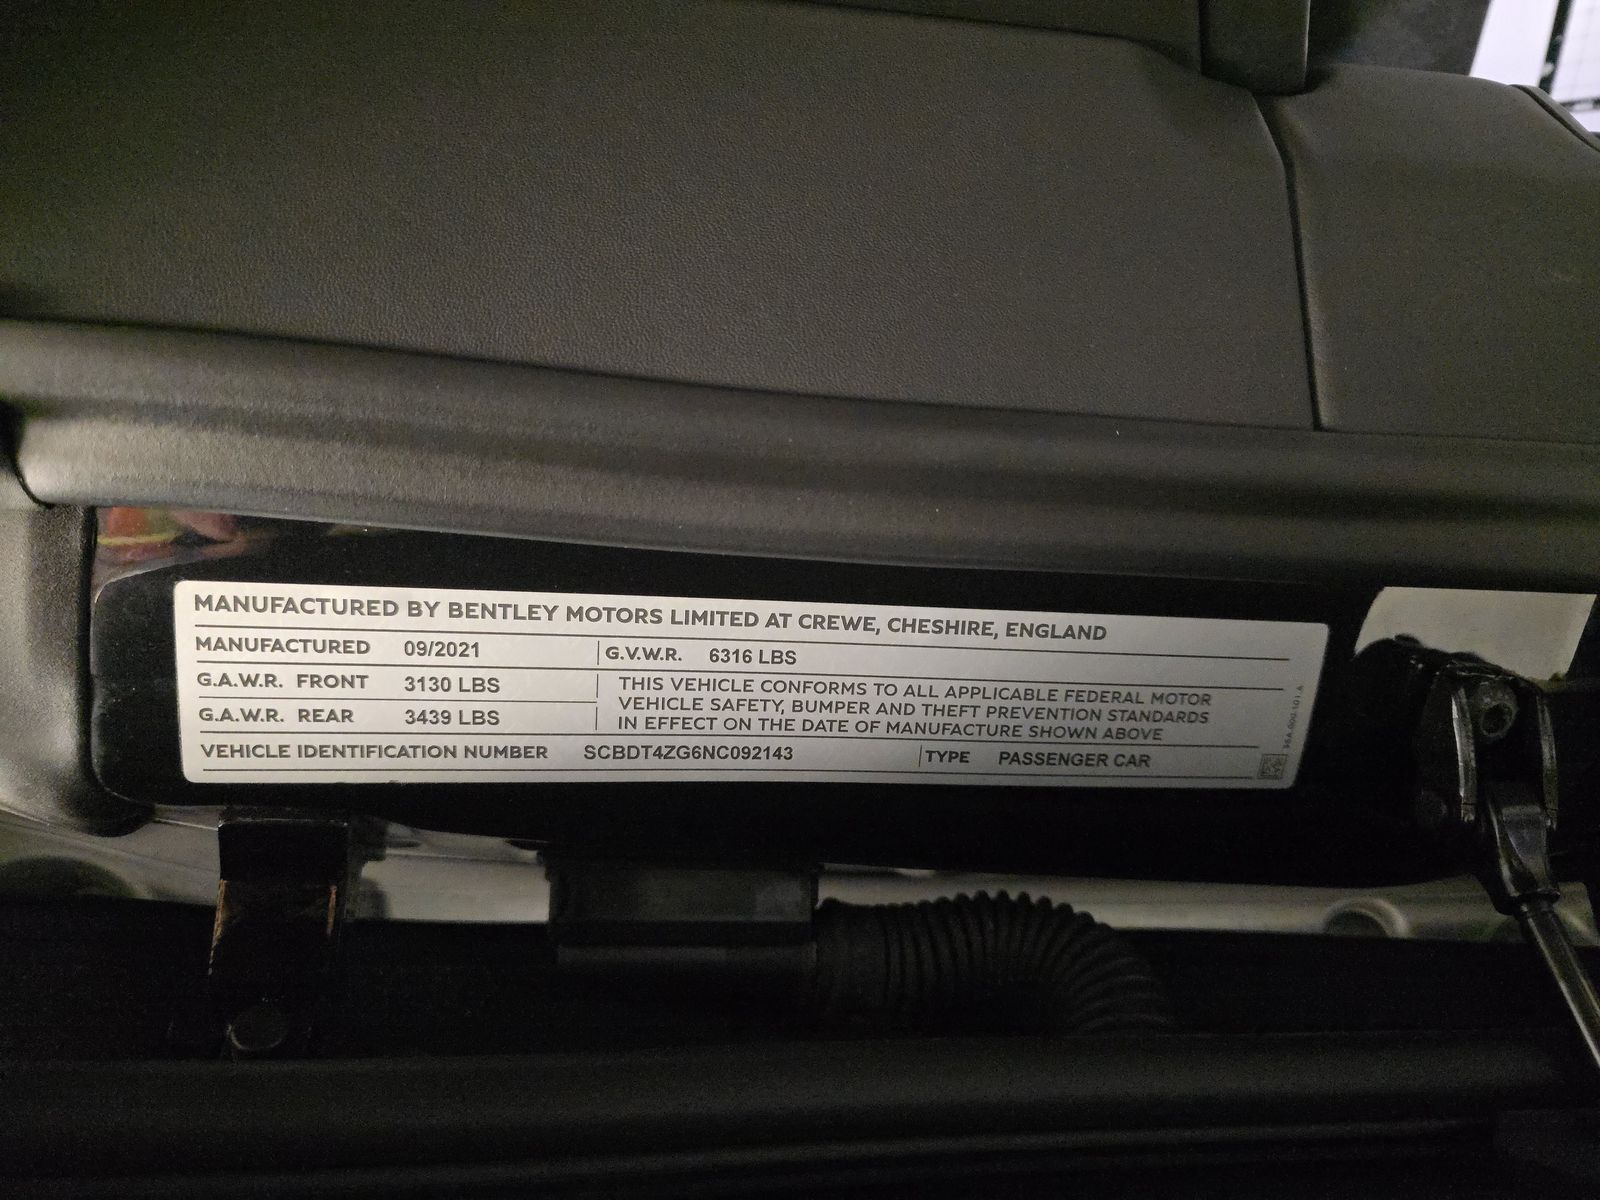 MANUFACTURED BY BENTLEY MOTORS LIMITED AT CREWE, CHESHIRE, ENGLAND
MANUFACTURED 09/2021 G.V.W.R. 6316 LBS
G.A.W.R. FRONT 3130 LBS
G.A.W.R. REAR 3439 LBS
THIS VEHICLE CONFORMS TO ALL APPLICABLE FEDERAL MOTOR
VEHICLE SAFETY, BUMPER AND THEFT PREVENTION STANDARDS
IN EFFECT ON THE DATE OF MANUFACTURE SHOWN ABOVE
VEHICLE IDENTIFICATION NUMBER SCBDT4ZG6NC092143 TYPE PASSENGER CAR